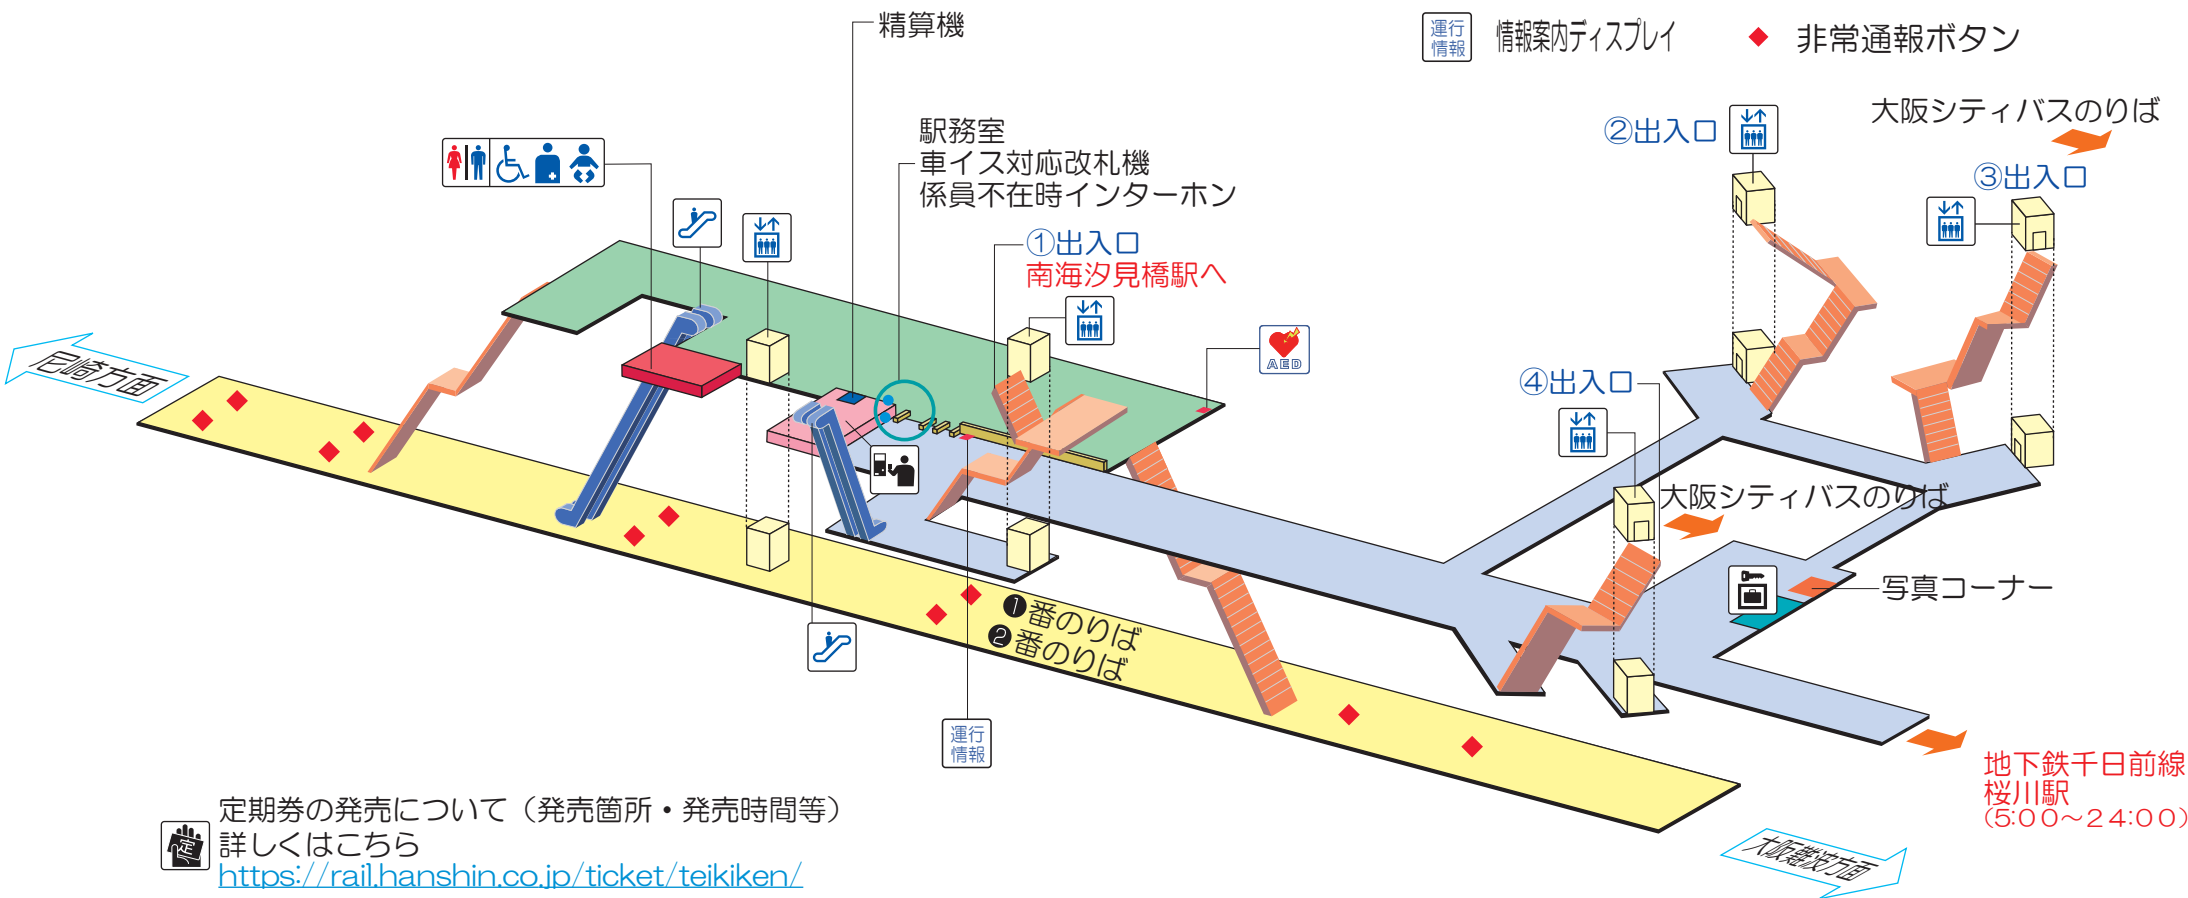 精算機
運行
情報
情報案内ディスプレイ
非常通報ボタン
駅務室
車イス対応改札機
係員不在時インターホン
①出入口
南海汐見橋駅へ
②出入口
大阪シティバスのりば
③出入口
AED
④出入口
大阪シティバスのりば
尼崎方面
写真コーナー
❶番のりば
❷番のりば
運行
情報
地下鉄千日前線
桜川駅
(5:00〜24:00)
大阪難波方面
定期券の発売について（発売箇所・発売時間等）
定
詳しくはこちら
https://rail.hanshin.co.jp/ticket/teikiken/